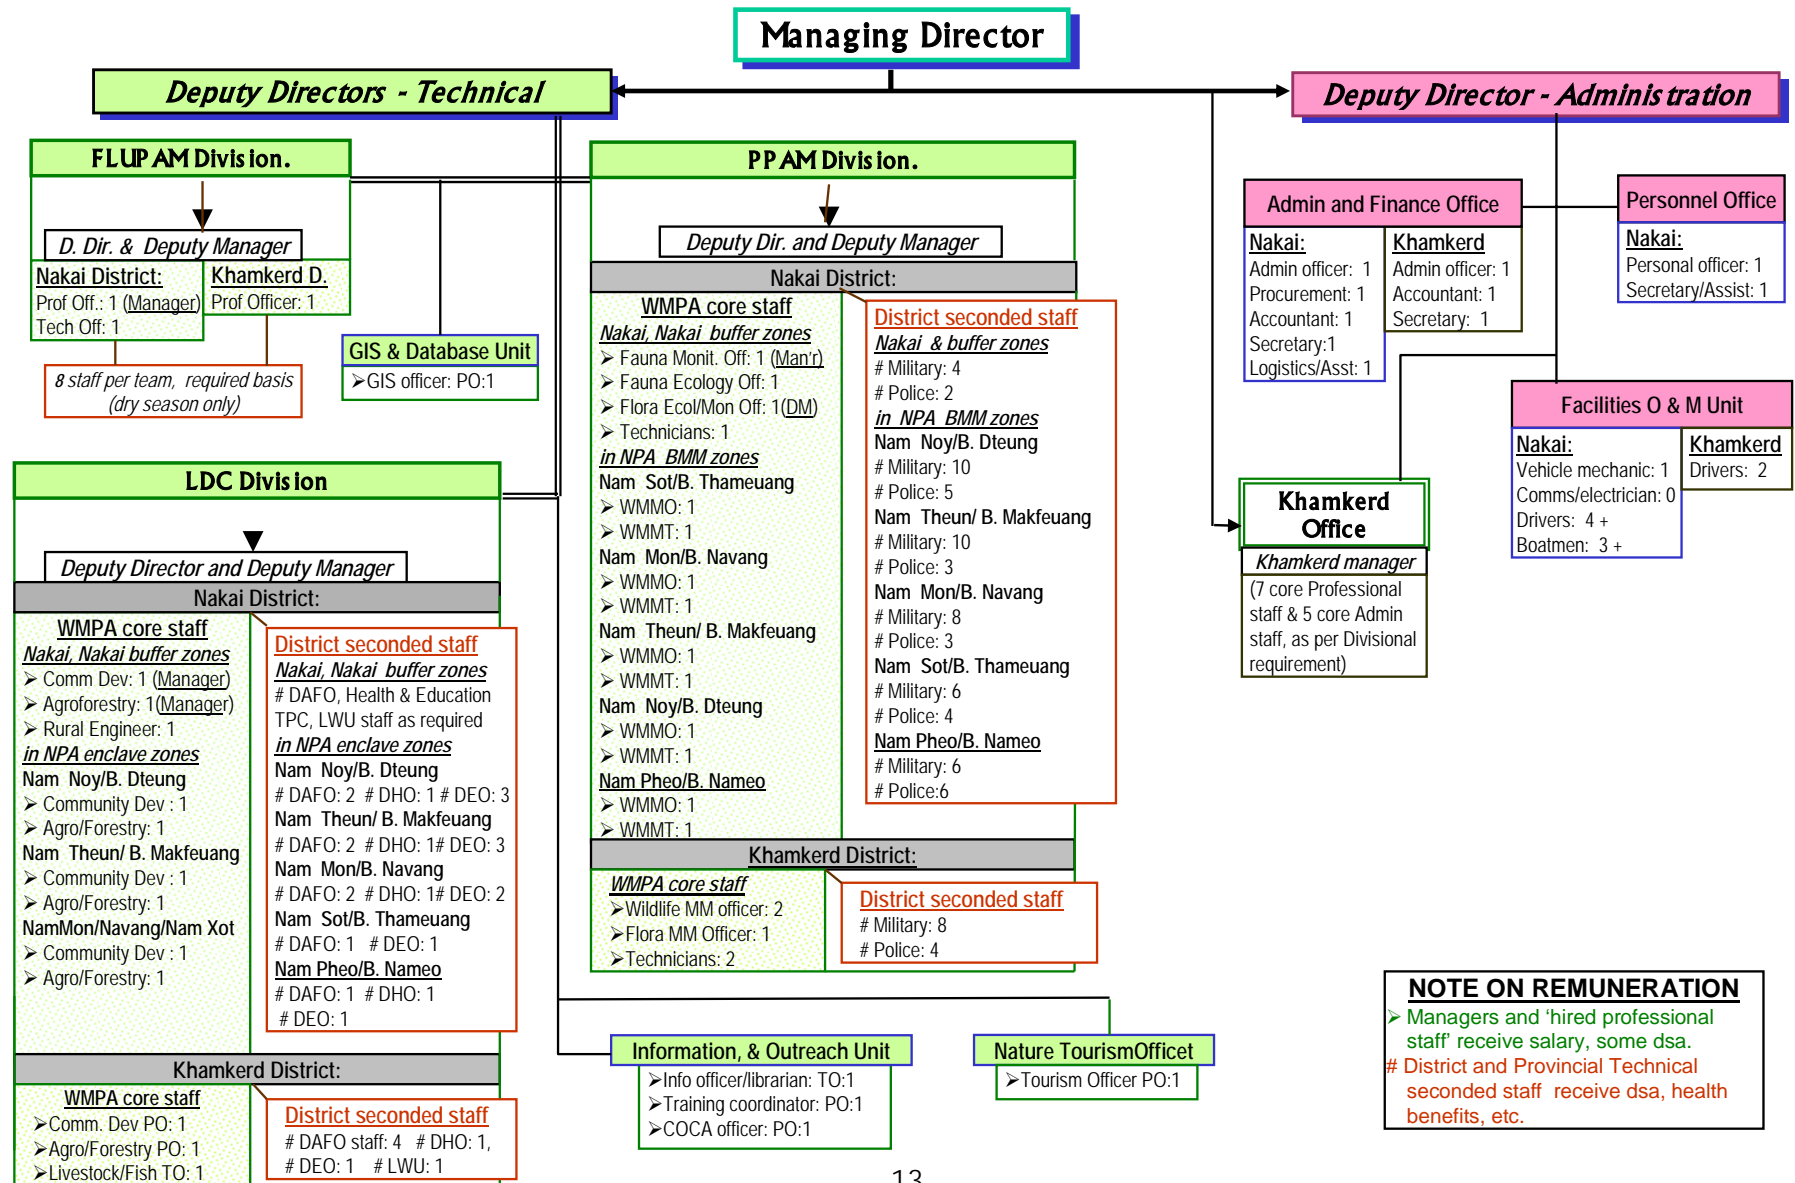 Managing Director
Deputy Directors - Technical
Deputy Director - Administration
FLUPAM Division.
D. Dir. & Deputy Manager
Nakai District:
Prof Off.: 1 (Manager)
Tech Off: 1
Khamkerd D.
Prof Officer: 1
8 staff per team, required basis
(dry season only)
GIS & Database Unit
➢GIS officer: PO:1
PPAM Division.
Deputy Dir. and Deputy Manager
Nakai District:
WMPA core staff
Nakai, Nakai buffer zones
➢ Fauna Monit. Off: 1 (Man'r)
➢ Fauna Ecology Off: 1
➢ Flora Ecol/Mon Off: 1(DM)
➢ Technicians: 1
in NPA BMM zones
Nam Sot/B. Thameuang
➢ WMMO: 1
➢ WMMT: 1
Nam Mon/B. Navang
➢ WMMO: 1
➢ WMMT: 1
Nam Theun/ B. Makfeuang
➢ WMMO: 1
➢ WMMT: 1
Nam Noy/B. Dteung
➢ WMMO: 1
➢ WMMT: 1
Nam Pheo/B. Nameo
➢ WMMO: 1
➢ WMMT: 1
District seconded staff
Nakai & buffer zones
# Military: 4
# Police: 2
in NPA BMM zones
Nam Noy/B. Dteung
# Military: 10
# Police: 5
Nam Theun/ B. Makfeuang
# Military: 10
# Police: 3
Nam Mon/B. Navang
# Military: 8
# Police: 3
Nam Sot/B. Thameuang
# Military: 6
# Police: 4
Nam Pheo/B. Nameo
# Military: 6
# Police:6
Khamkerd District:
WMPA core staff
➢Wildlife MM officer: 2
➢Flora MM Officer: 1
➢Technicians: 2
District seconded staff
# Military: 8
# Police: 4
Admin and Finance Office
Nakai:
Admin officer: 1
Procurement: 1
Accountant: 1
Secretary:1
Logistics/Asst: 1
Khamkerd
Admin officer: 1
Accountant: 1
Secretary: 1
Personnel Office
Nakai:
Personal officer: 1
Secretary/Assist: 1
Facilities O & M Unit
Nakai:
Vehicle mechanic: 1
Comms/electrician: 0
Drivers: 4 +
Boatmen: 3 +
Khamkerd
Drivers: 2
Khamkerd
Office
Khamkerd manager
(7 core Professional
staff & 5 core Admin
staff, as per Divisional
requirement)
LDC Division
Deputy Director and Deputy Manager
Nakai District:
WMPA core staff
Nakai, Nakai buffer zones
➢ Comm Dev: 1 (Manager)
➢ Agroforestry: 1(Manager)
➢ Rural Engineer: 1
in NPA enclave zones
Nam Noy/B. Dteung
➢ Community Dev : 1
➢ Agro/Forestry: 1
Nam Theun/ B. Makfeuang
➢ Community Dev : 1
➢ Agro/Forestry: 1
NamMon/Navang/Nam Xot
➢ Community Dev : 1
➢ Agro/Forestry: 1
District seconded staff
Nakai, Nakai buffer zones
# DAFO, Health & Education
TPC, LWU staff as required
in NPA enclave zones
Nam Noy/B. Dteung
# DAFO: 2 # DHO: 1 # DEO: 3
Nam Theun/ B. Makfeuang
# DAFO: 2 # DHO: 1# DEO: 3
Nam Mon/B. Navang
# DAFO: 2 # DHO: 1# DEO: 2
Nam Sot/B. Thameuang
# DAFO: 1 # DEO: 1
Nam Pheo/B. Nameo
# DAFO: 1 # DHO: 1
# DEO: 1
Khamkerd District:
WMPA core staff
➢Comm. Dev PO: 1
➢Agro/Forestry PO: 1
➢Livestock/Fish TO: 1
District seconded staff
# DAFO staff: 4 # DHO: 1,
# DEO: 1 # LWU: 1
Information, & Outreach Unit
➢Info officer/librarian: TO:1
➢Training coordinator: PO:1
➢COCA officer: PO:1
Nature TourismOfficet
➢Tourism Officer PO:1
NOTE ON REMUNERATION
➢ Managers and 'hired professional
staff' receive salary, some dsa.
# District and Provincial Technical
seconded staff receive dsa, health
benefits, etc.
13